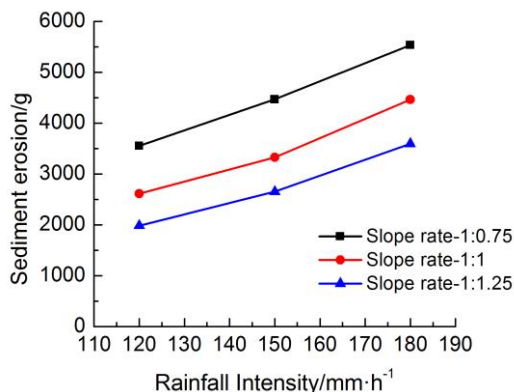 6000
5000
4000
3000
2000
1000
0
Sediment erosion/g
Slope rate-1:0.75
Slope rate-1:1
Slope rate-1:1.25
110 120 130 140 150 160 170 180 190
Rainfall Intensity/mm·h⁻¹